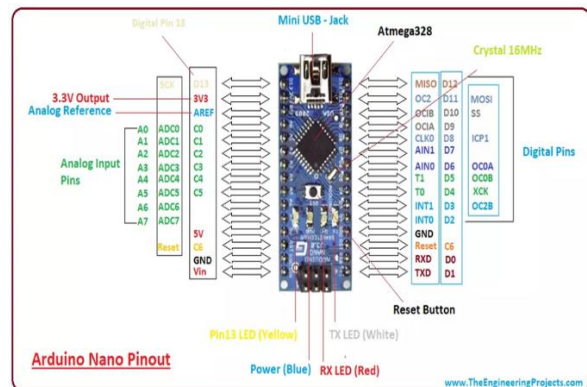 Digital Pin 13
Mini USB - Jack
Atmega328
Crystal 16MHz
SCK D13
3.3V Output 3V3
Analog Reference AREF
A0 ADC0 C0
A1 ADC1 C1
A2 ADC2 C2
A3 ADC3 C3
A4 ADC4 C4
A5 ADC5 C5
A6 ADC6
A7 ADC7
Analog Input
Pins
5V
Reset C6
GND
Vin
MISO D12
OC2 D11 MOSI
OCIB D10 SS
OCIA D9
CLK0 D8 ICP1
AIN1 D7
AIN0 D6 OC0A
T1 D5 OC0B
T0 D4 XCK
INT1 D3 OC2B
INT0 D2
GND
Reset C6
RXD D0
TXD D1
Digital Pins
Reset Button
Pin13 LED (Yellow)
TX LED (White)
Power (Blue)
RX LED (Red)
Arduino Nano Pinout
www.TheEngineeringProjects.com